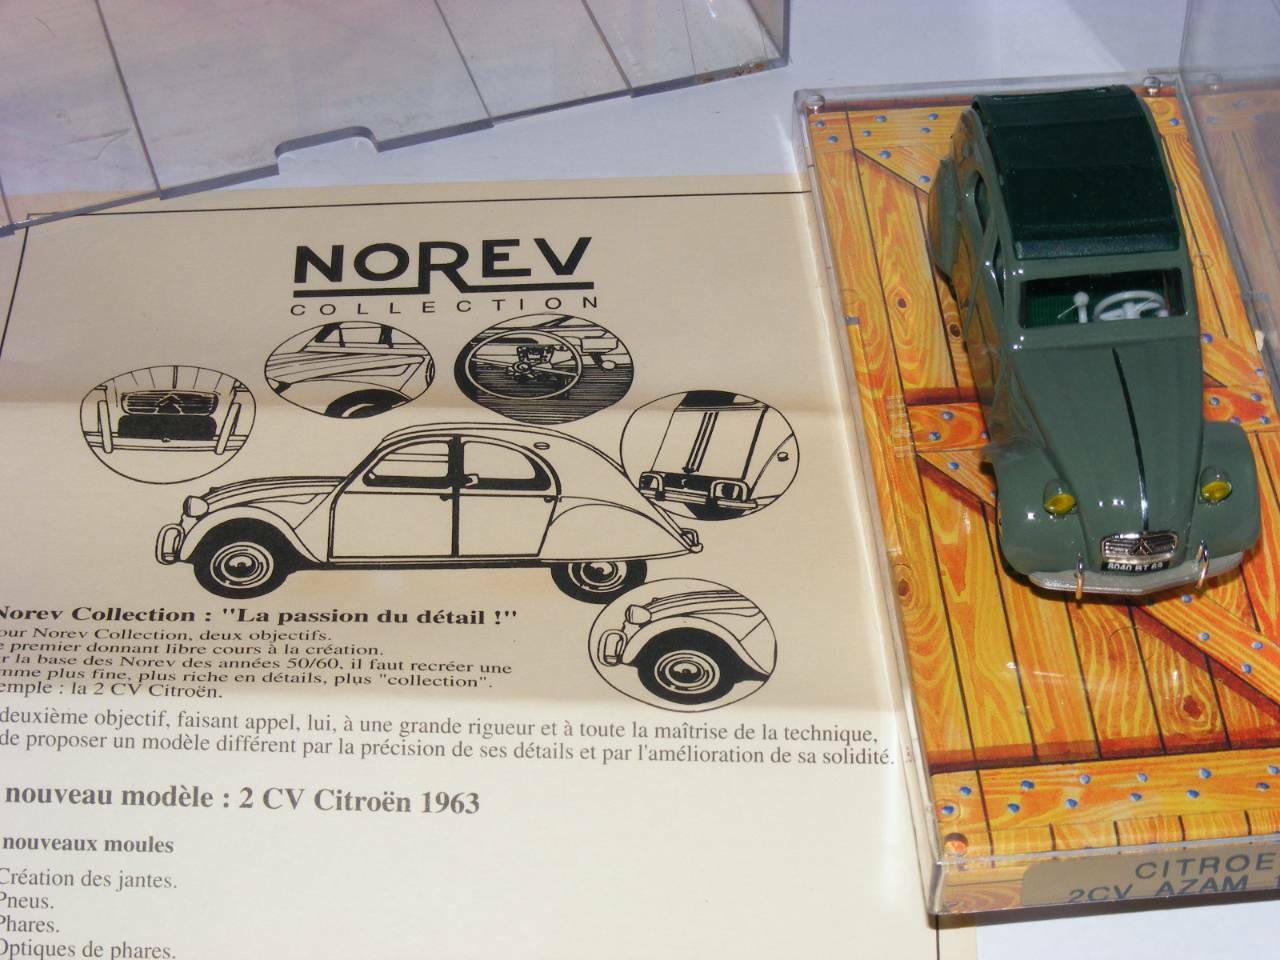 NOREV
COLLECTION
Norev Collection : "La passion du détail !"
our Norev Collection, deux objectifs.
e premier donnant libre cours à la création.
r la base des Norev des années 50/60, il faut recréer une
mme plus fine, plus riche en détails, plus "collection".
emple : la 2 CV Citroën.
deuxième objectif, faisant appel, lui, à une grande rigueur et à toute la maîtrise de la technique,
de proposer un modèle différent par la précision de ses détails et par l'amélioration de sa solidité.
nouveau modèle : 2 CV Citroën 1963
nouveaux moules
Création des jantes.
Pneus.
Phares.
Optiques de phares.
8040 BT 69
CITROE
2CV AZAM 1